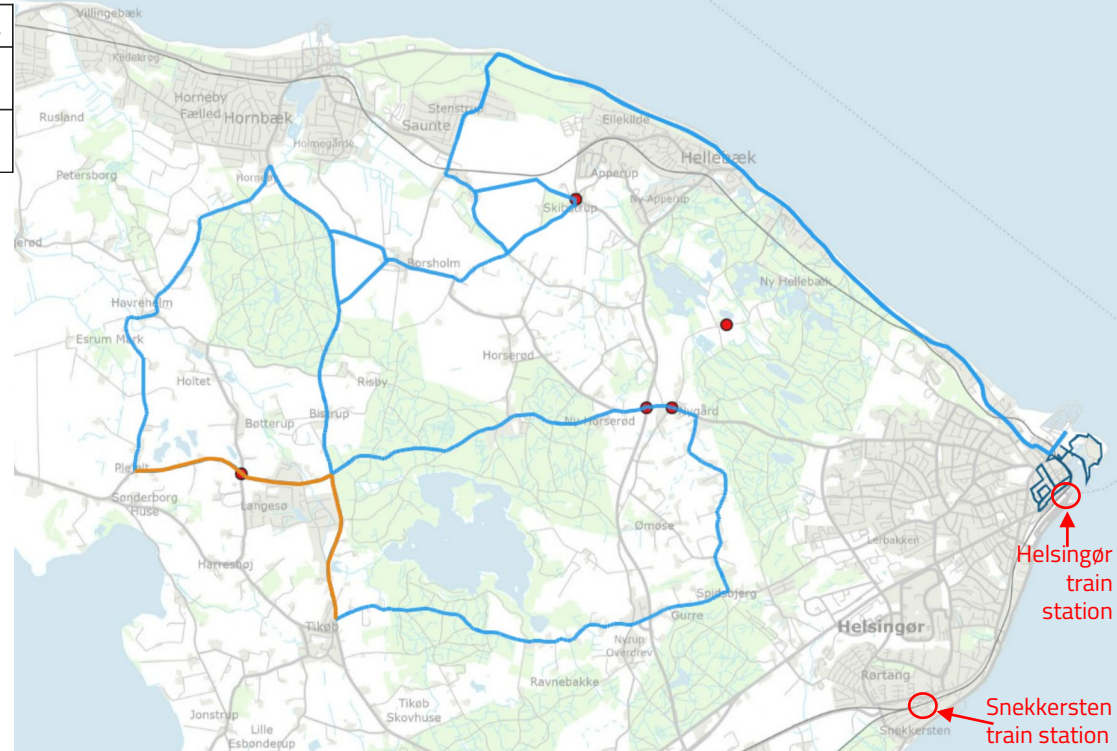 Villingebæk
Kildekrog
Horneby
Fælled
Hornbæk
Rusland
Stenstrup
Saunte
Ellekilde
Holmegårde
Hellebæk
Petersborg
Apperup
Ny Apperup
Skibstrup
Borsholm
Ny Hellebæk
Havreholm
Esrum Mark
Horserød
Holtet
Risby
Bøtterup
Bistrup
Ny Horserød
Nygård
Plejelt
Sønderborg
Huse
Langesø
Ømose
Lerbakken
Helsingør
train
station
Harreshøj
Spidsbjerg
Gurre
Tikøb
Helsingør
Nyrup
Overdrev
Rørtang
Ravnebakke
Tikøb
Skovhuse
Jonstrup
Lille
Esbønderup
Snekkersten
Snekkersten
train station